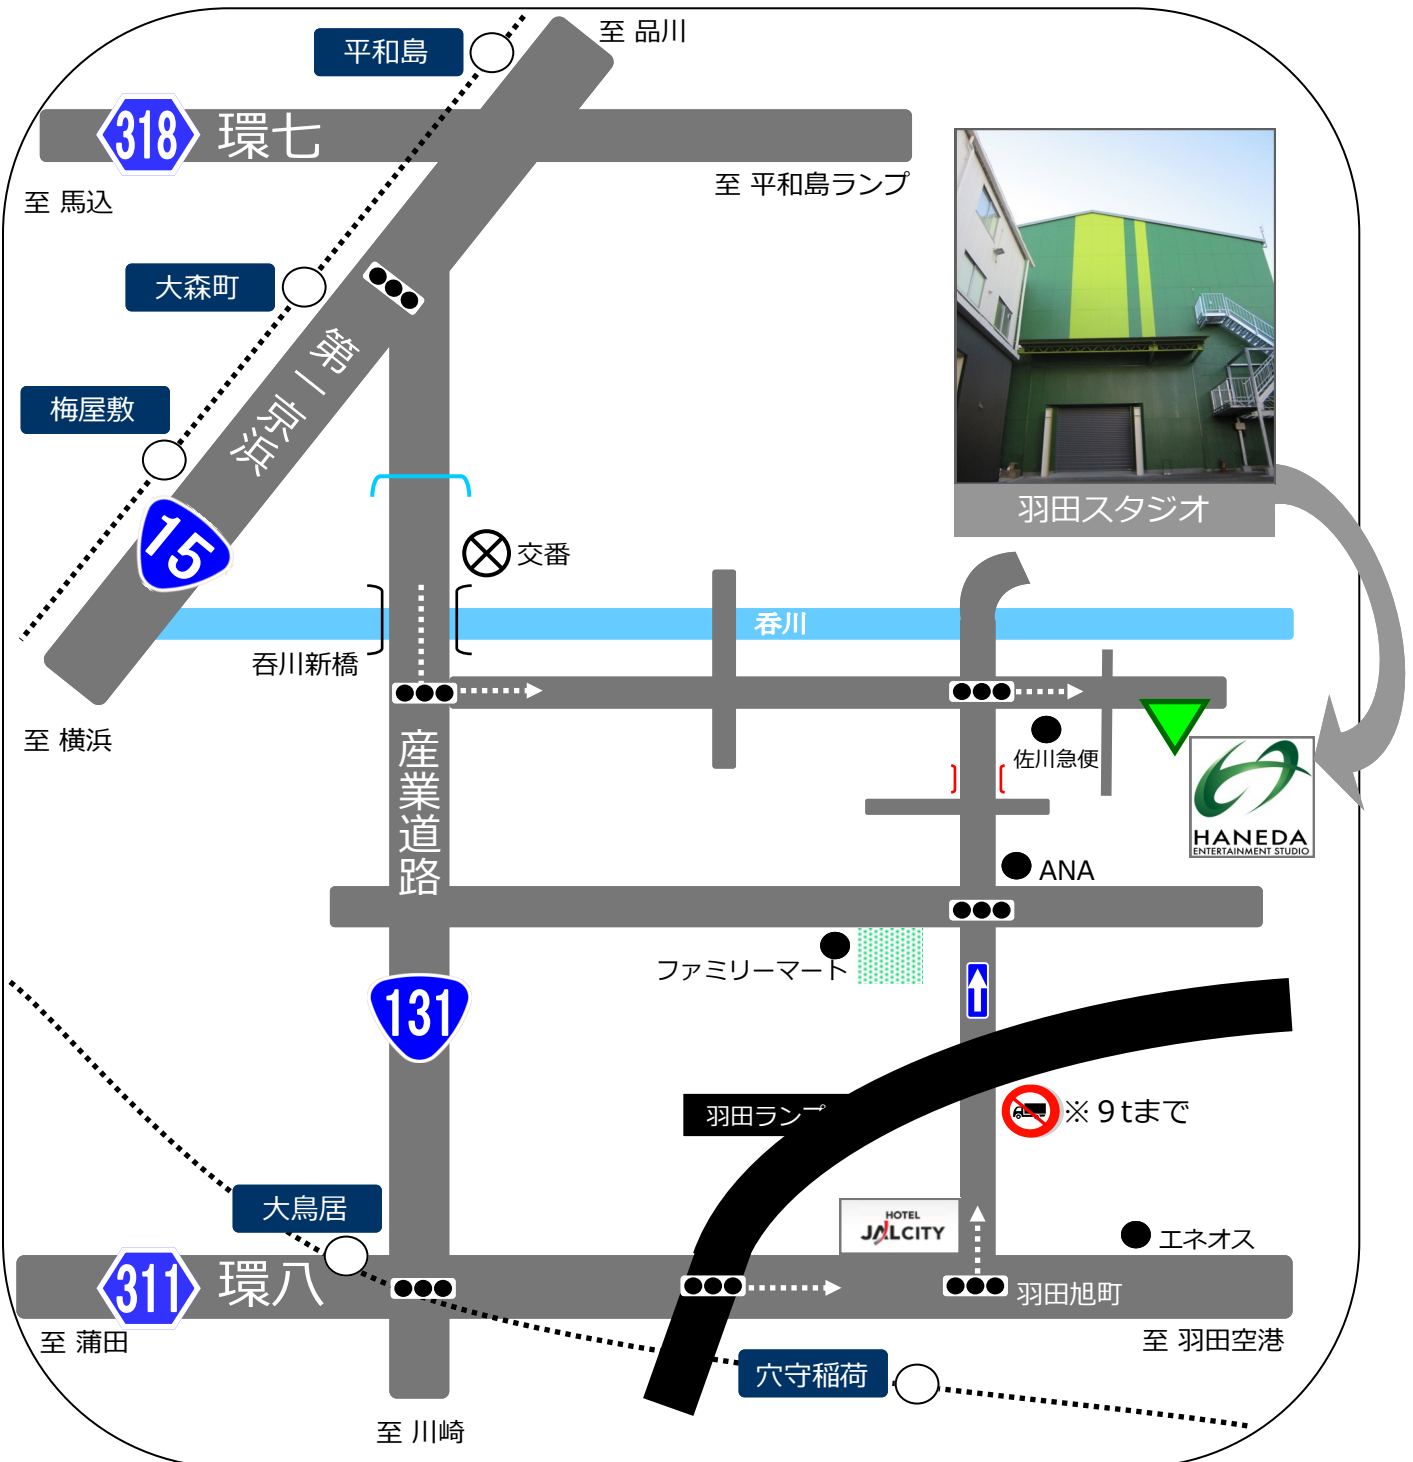 至 品川
平和島
318
環七
至 馬込
至 平和島ランプ
大森町
第一京浜
梅屋敷
羽田スタジオ
15
交番
呑川
呑川新橋
至 横浜
産業道路
佐川急便
HANEDA
ENTERTAINMENT STUDIO
ANA
ファミリーマート
131
羽田ランプ
※９tまで
大鳥居
HOTEL
JALCITY
エネオス
311
環八
羽田旭町
至 蒲田
至 羽田空港
穴守稲荷
至 川崎